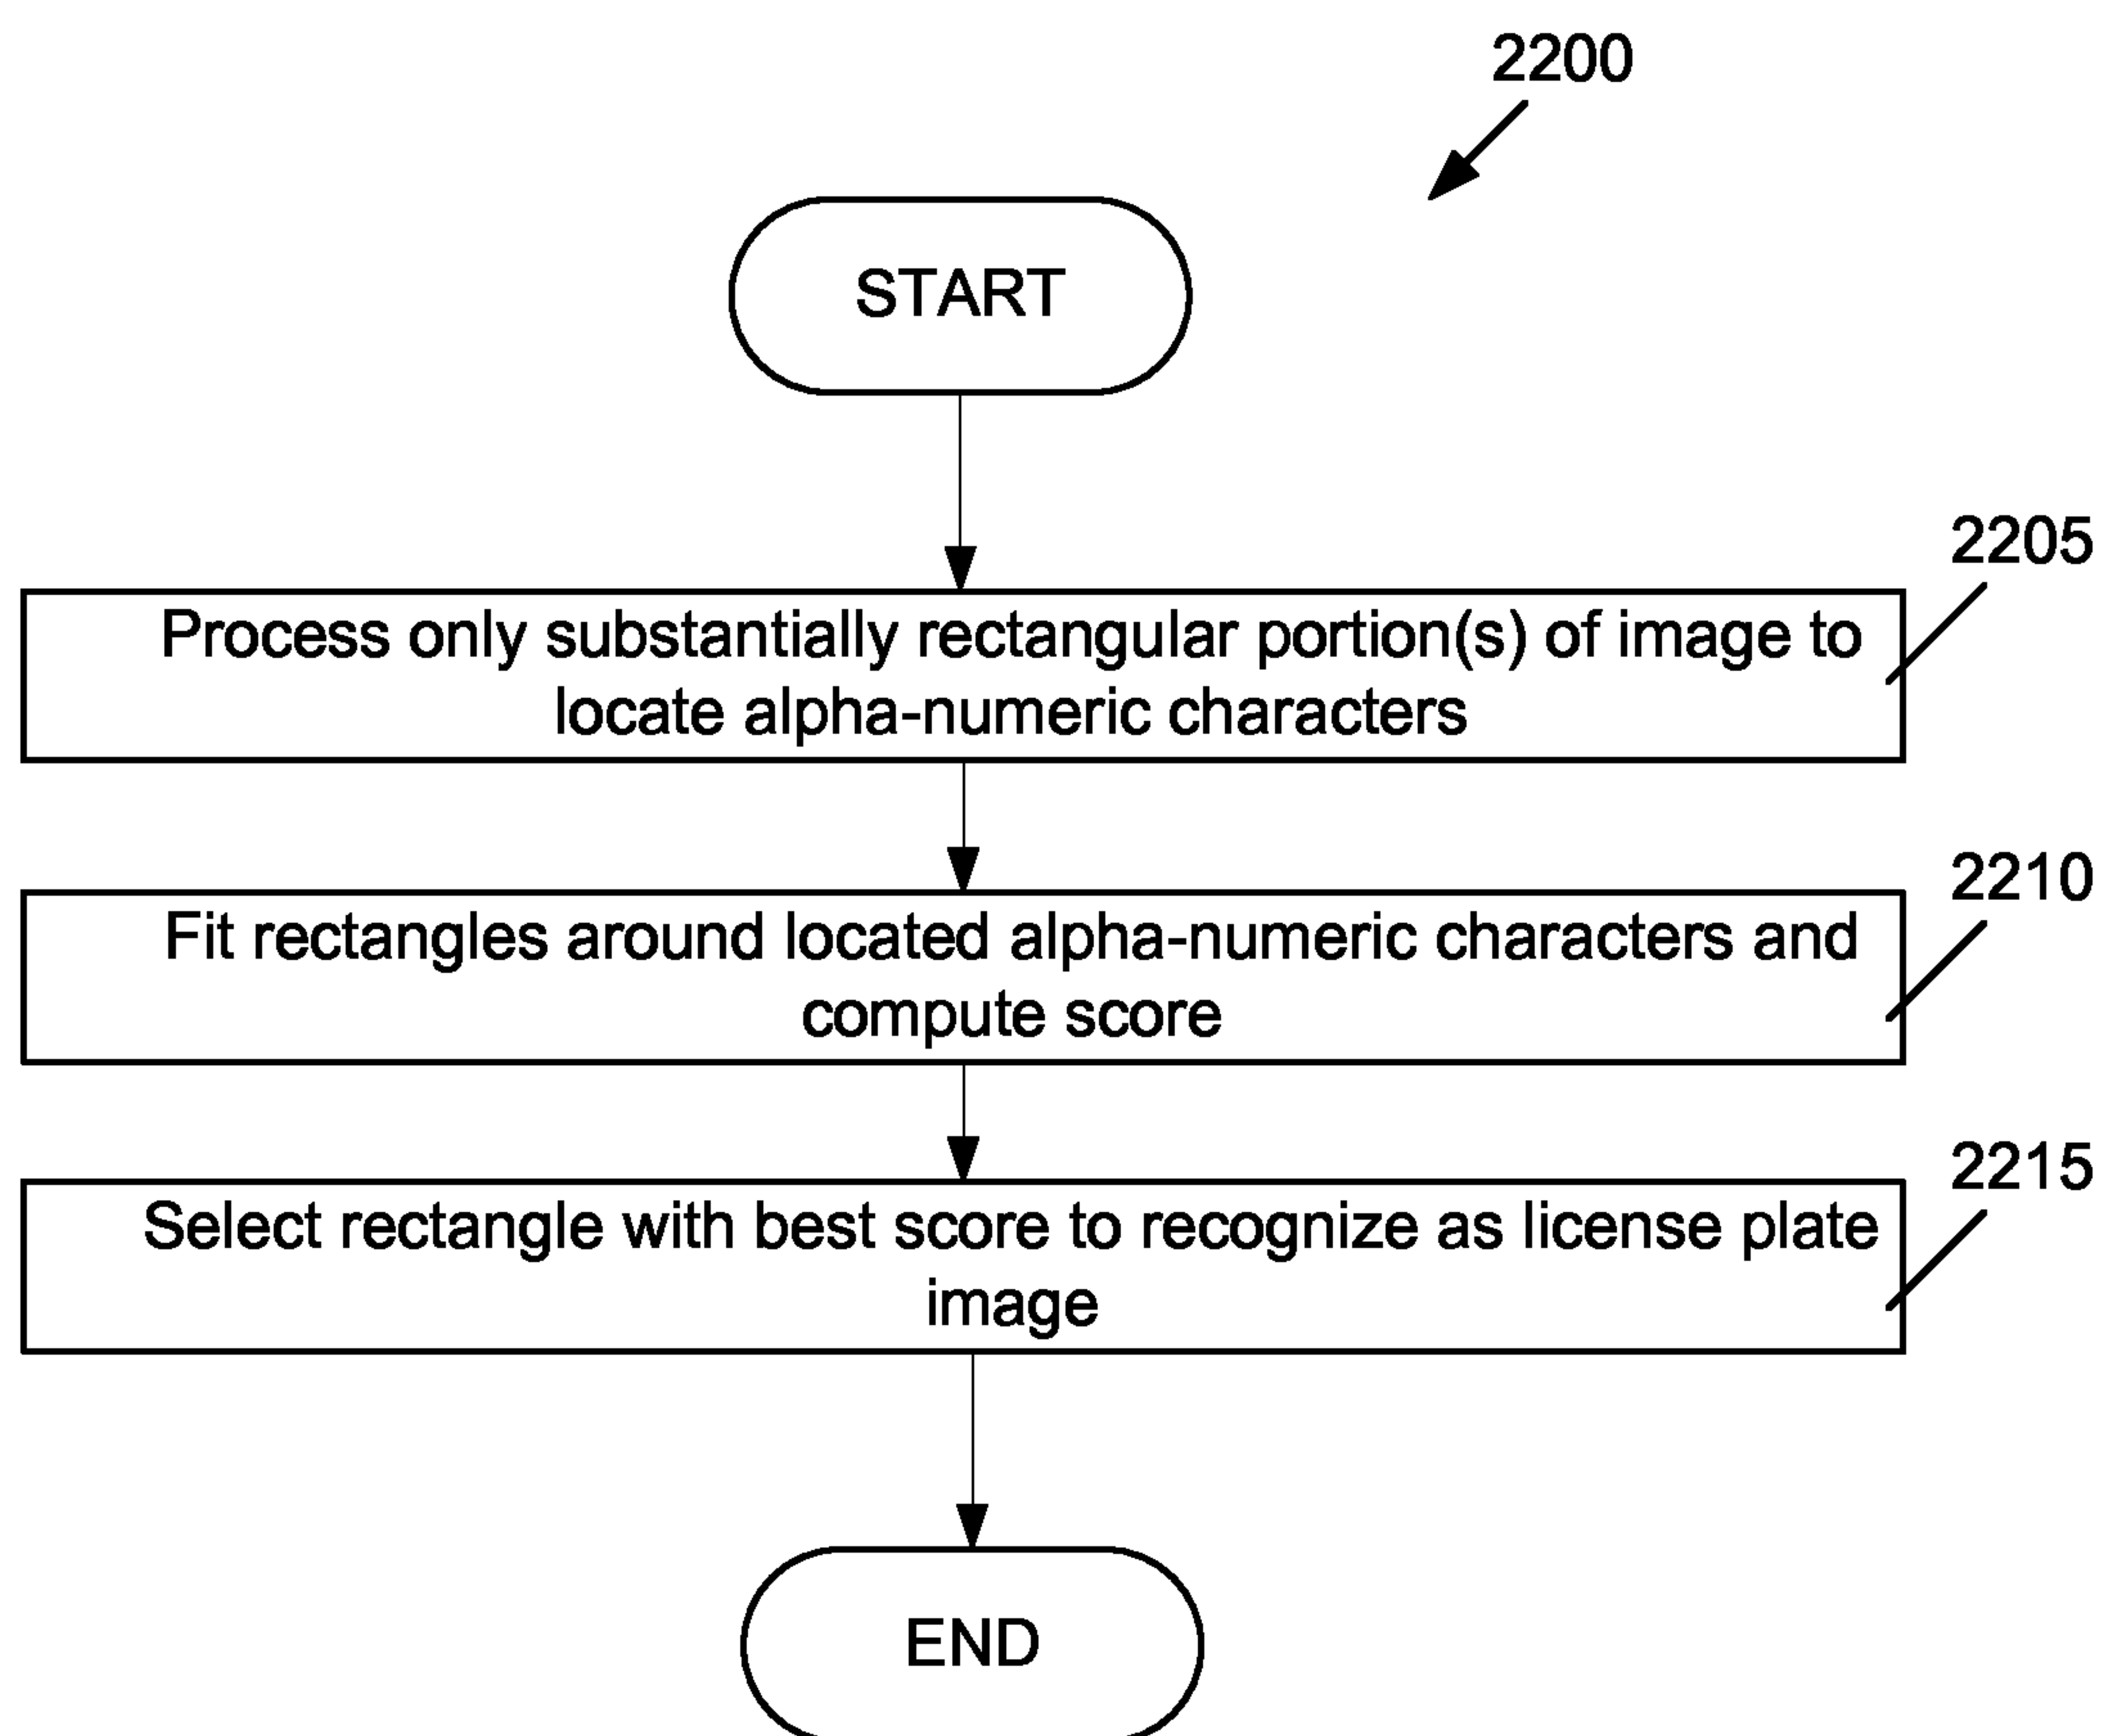 2200
START
2205
Process only substantially rectangular portion(s) of image to
locate alpha-numeric characters
2210
Fit rectangles around located alpha-numeric characters and
compute score
2215
Select rectangle with best score to recognize as license plate
image
END